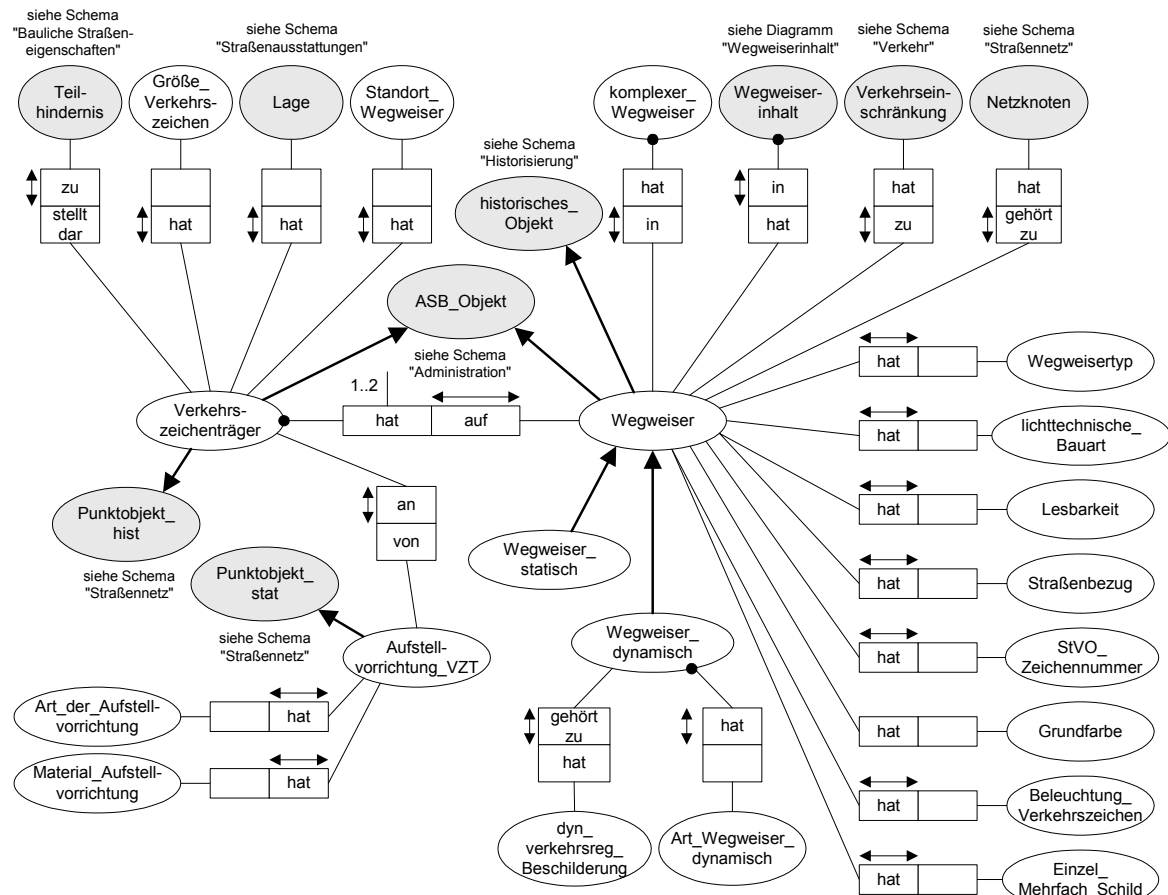 siehe Schema
"Bauliche Straßen-
eigenschaften"
siehe Schema
"Straßenausstattungen"
siehe Diagramm
"Wegweiserinhalt"
siehe Schema
"Verkehr"
siehe Schema
"Straßennetz"
Teil-
hindernis
Größe_
Verkehrs-
zeichen
Lage
Standort_
Wegweiser
komplexer_
Wegweiser
Wegweiser-
inhalt
Verkehrsein-
schränkung
Netzknoten
siehe Schema
"Historisierung"
historisches_
Objekt
zu
stellt
dar
hat
hat
hat
hat
in
in
hat
hat
zu
hat
gehört
zu
ASB_Objekt
siehe Schema
"Administration"
1..2
Verkehrs-
zeichenträger
hat
auf
Wegweiser
hat
Wegweisertyp
hat
lichttechnische_
Bauart
hat
Lesbarkeit
hat
Straßenbezug
hat
StVO_
Zeichennummer
hat
Grundfarbe
hat
Beleuchtung_
Verkehrszeichen
hat
Einzel_
Mehrfach_Schild
Punktobjekt_
hist
siehe Schema
"Straßennetz"
an
von
Punktobjekt_
stat
siehe Schema
"Straßennetz"
Aufstell-
vorrichtung_VZT
Wegweiser_
statisch
Wegweiser_
dynamisch
Art_der_Aufstell-
vorrichtung
hat
Material_Aufstell-
vorrichtung
hat
gehört
zu
hat
hat
dyn_
verkehrsreg_
Beschilderung
Art_Wegweiser_
dynamisch